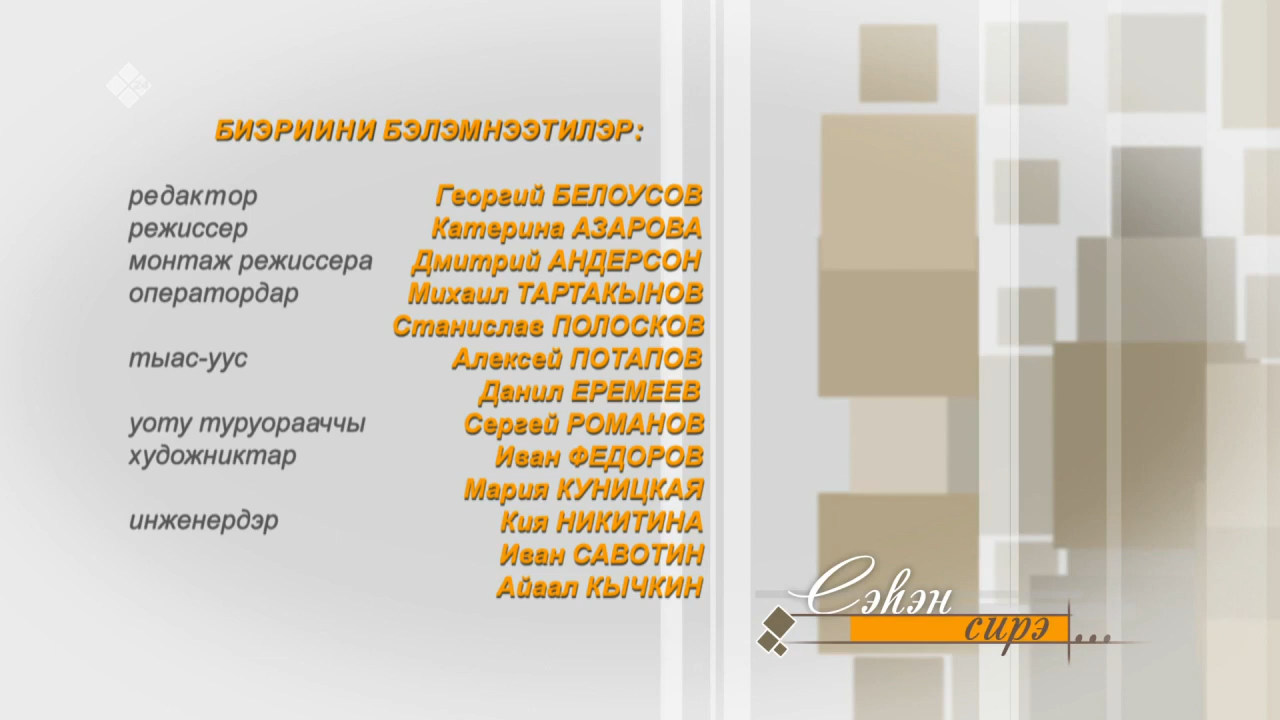 БИЭРИИНИ БЭЛЭМНЭЭТИЛЭР:
редактор Георгий БЕЛОУСОВ
режиссер Катерина АЗАРОВА
монтаж режиссера Дмитрий АНДЕРСОН
оператордар Михаил ТАРТАКЫНОВ
Станислав ПОЛОСКОВ
тыас-уус Алексей ПОТАПОВ
Данил ЕРЕМЕЕВ
уоту туруорааччы Сергей РОМАНОВ
художниктар Иван ФЕДОРОВ
Мария КУНИЦКАЯ
инженердэр Кия НИКИТИНА
Иван САВОТИН
Айаал КЫЧКИН
Сэһэн
сирэ...